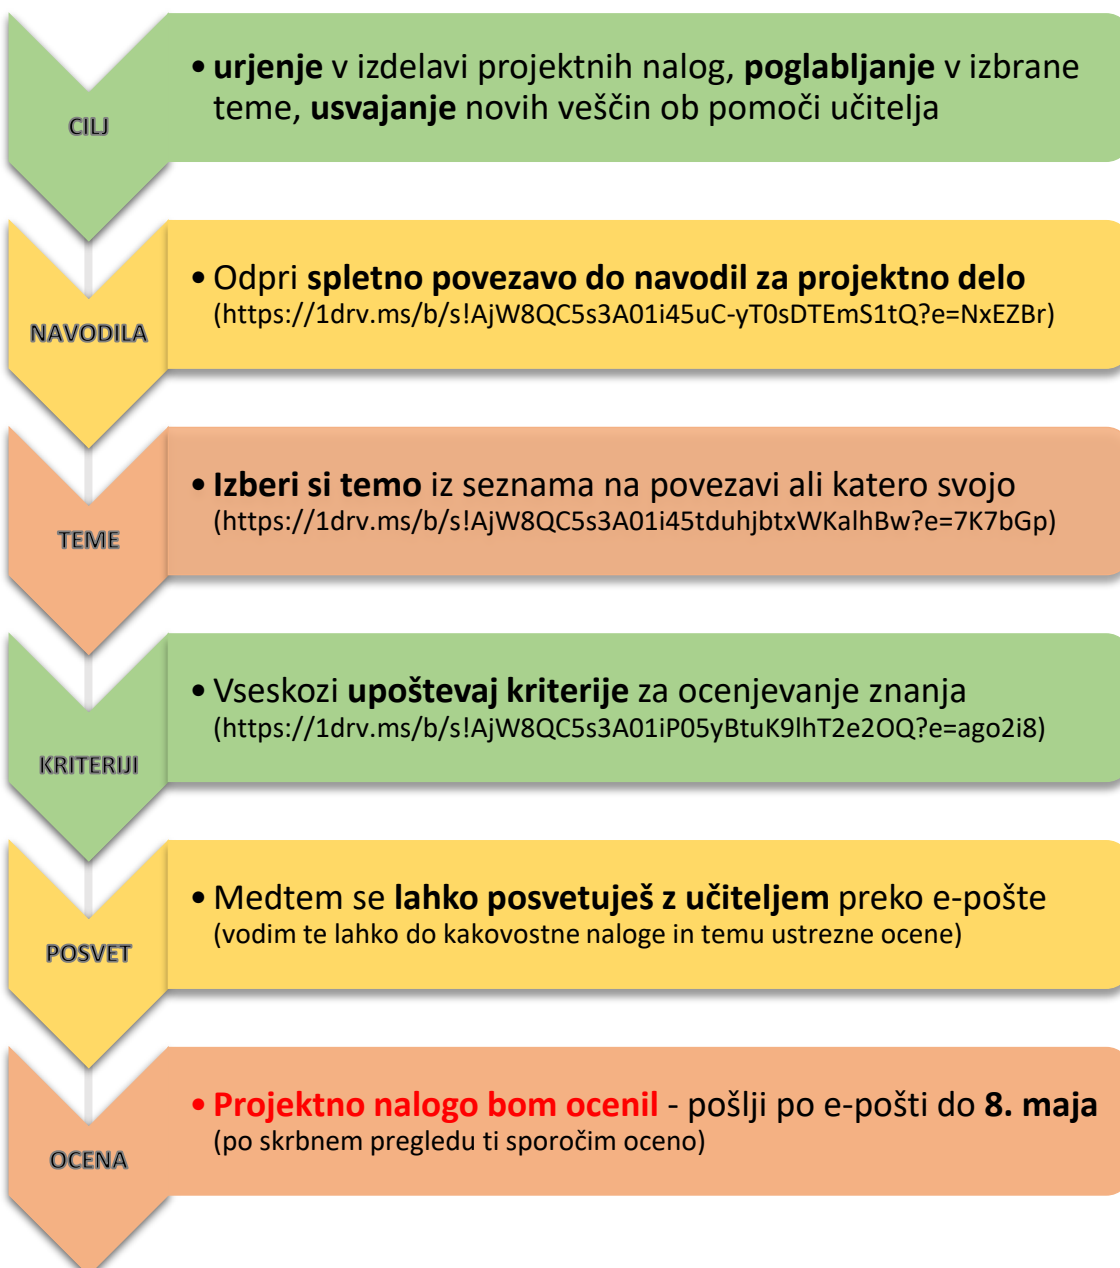 CILJ
• urjenje v izdelavi projektnih nalog, poglabljanje v izbrane
teme, usvajanje novih veščin ob pomoči učitelja
NAVODILA
• Odpri spletno povezavo do navodil za projektno delo
(https://1drv.ms/b/s!AjW8QC5s3A01i45uC-yT0sDTEmS1tQ?e=NxEZBr)
TEME
• Izberi si temo iz seznama na povezavi ali katero svojo
(https://1drv.ms/b/s!AjW8QC5s3A01i45tduhjbtxWKalhBw?e=7K7bGp)
KRITERIJI
• Vseskozi upoštevaj kriterije za ocenjevanje znanja
(https://1drv.ms/b/s!AjW8QC5s3A01iP05yBtuK9lhT2e2OQ?e=ago2i8)
POSVET
• Medtem se lahko posvetuješ z učiteljem preko e-pošte
(vodim te lahko do kakovostne naloge in temu ustrezne ocene)
OCENA
• Projektno nalogo bom ocenil - pošlji po e-pošti do 8. maja
(po skrbnem pregledu ti sporočim oceno)